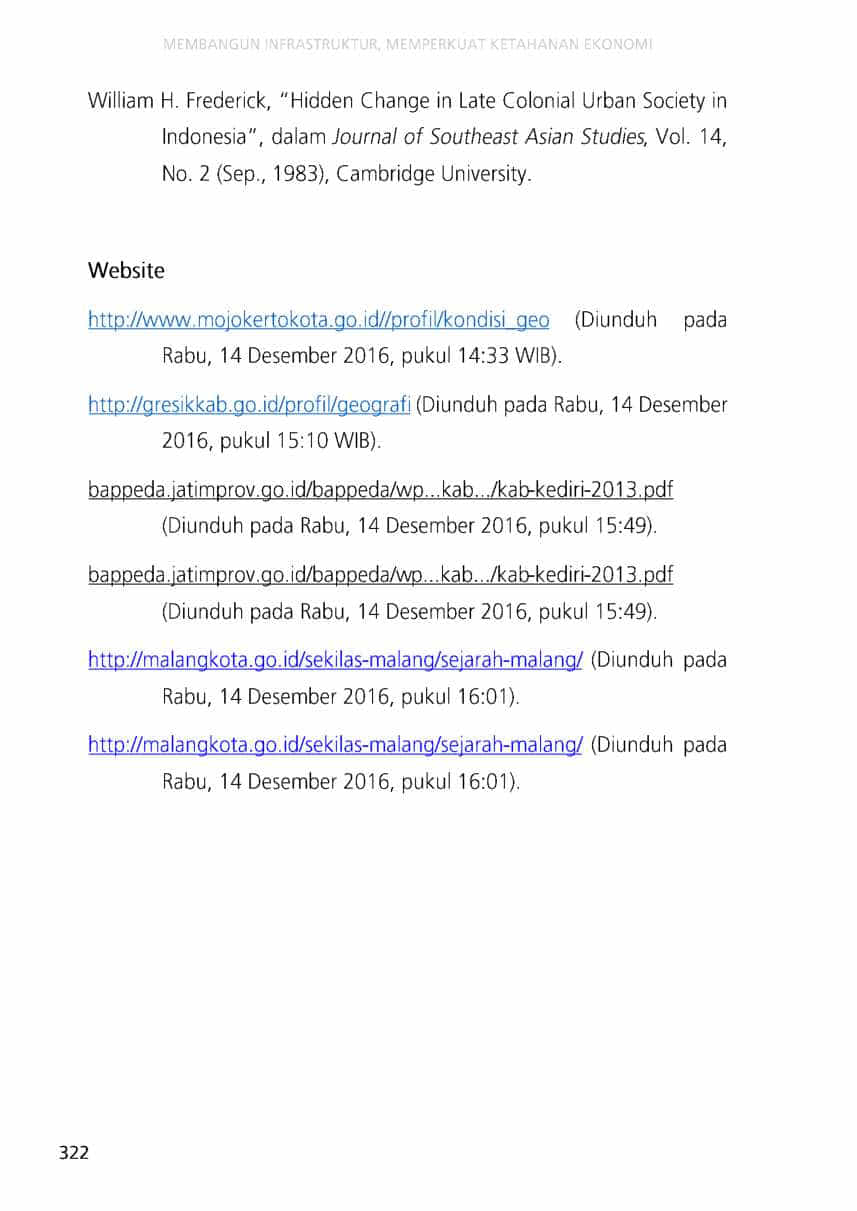 MEMBANGUN INFRASTRUKTUR, MEMPERKUAT KETAHANAN EKONOMI
William H. Frederick, “Hidden Change in Late Colonial Urban Society in
Indonesia”, dalam Journal of Southeast Asian Studies, Vol. 14,
No. 2 (Sep., 1983), Cambridge University.
Website
http://www.mojokertokota.go.id//profil/kondisi_geo (Diunduh pada
Rabu, 14 Desember 2016, pukul 14:33 WIB).
http://gresikkab.go.id/profil/geografi (Diunduh pada Rabu, 14 Desember
2016, pukul 15:10 WIB).
bappeda.jatimprov.go.id/bappeda/wp...kab.../kab-kediri-2013.pdf
(Diunduh pada Rabu, 14 Desember 2016, pukul 15:49).
bappeda.jatimprov.go.id/bappeda/wp...kab.../kab-kediri-2013.pdf
(Diunduh pada Rabu, 14 Desember 2016, pukul 15:49).
http://malangkota.go.id/sekilas-malang/sejarah-malang/ (Diunduh pada
Rabu, 14 Desember 2016, pukul 16:01).
http://malangkota.go.id/sekilas-malang/sejarah-malang/ (Diunduh pada
Rabu, 14 Desember 2016, pukul 16:01).
322